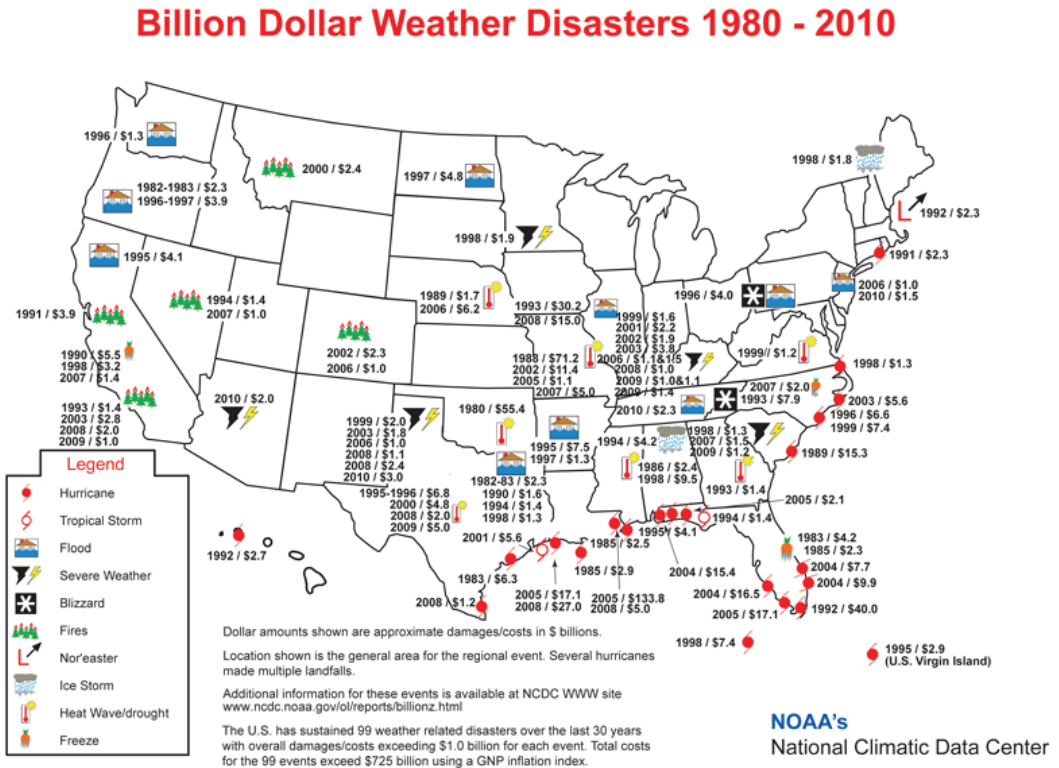 Billion Dollar Weather Disasters 1980 - 2010
1996 / $1.3
1982-1983 / $2.3
1996-1997 / $3.9
1995 / $4.1
1991 / $3.9
1990 / $5.5
1998 / $3.2
2007 / $1.4
1993 / $1.4
2003 / $2.8
2008 / $2.0
2009 / $1.0
1994 / $1.4
2007 / $1.0
2000 / $2.4
1997 / $4.8
1998 / $1.9
1989 / $1.7
2006 / $6.2
2002 / $2.3
2006 / $1.0
2010 / $2.0
1999 / $2.0
2003 / $1.8
2006 / $1.0
2008 / $1.1
2008 / $2.4
2010 / $3.0
1980 / $55.4
1982-83 / $2.3
1990 / $1.6
1994 / $1.4
1998 / $1.3
1995-1996 / $6.8
2000 / $4.8
2008 / $2.0
2009 / $5.0
1993 / $30.2
2008 / $15.0
1988 / $71.2
2002 / $11.4
2005 / $1.1
2007 / $5.0
1999 / $1.6
2001 / $2.2
2002 / $1.9
2003 / $3.8
2006 / $1.1&1.5
2008 / $1.0
2009 / $1.0&1.1
2009 / $1.4
1995 / $7.5
1997 / $1.3
2010 / $2.3
1994 / $4.2
1986 / $2.4
1998 / $9.5
1998 / $1.3
2007 / $1.5
2009 / $1.2
1993 / $1.4
1996 / $4.0
1999/ / $1.2
2007 / $2.0
1993 / $7.9
1998 / $1.8
L
1992 / $2.3
1991 / $2.3
2006 / $1.0
2010 / $1.5
1998 / $1.3
2003 / $5.6
1996 / $6.6
1999 / $7.4
1989 / $15.3
2005 / $2.1
1994 / $1.4
1995 / $4.1
1983 / $4.2
1985 / $2.3
2004 / $7.7
2004 / $9.9
2004 / $15.4
2004 / $16.5
2005 / $17.1
1992 / $40.0
1998 / $7.4
1995 / $2.9
(U.S. Virgin Island)
2001 / $5.6
1983 / $6.3
2008 / $1.2
2005 / $17.1
2008 / $27.0
1985 / $2.5
1985 / $2.9
2005 / $133.8
2008 / $5.0
1992 / $2.7
Legend
Hurricane
Tropical Storm
Flood
Severe Weather
Blizzard
Fires
L Nor'easter
Ice Storm
Heat Wave/drought
Freeze
Dollar amounts shown are approximate damages/costs in $ billions.
Location shown is the general area for the regional event. Several hurricanes
made multiple landfalls.
Additional information for these events is available at NCDC WWW site
www.ncdc.noaa.gov/ol/reports/billionz.html
The U.S. has sustained 99 weather related disasters over the last 30 years
with overall damages/costs exceeding $1.0 billion for each event. Total costs
for the 99 events exceed $725 billion using a GNP inflation index.
NOAA's
National Climatic Data Center